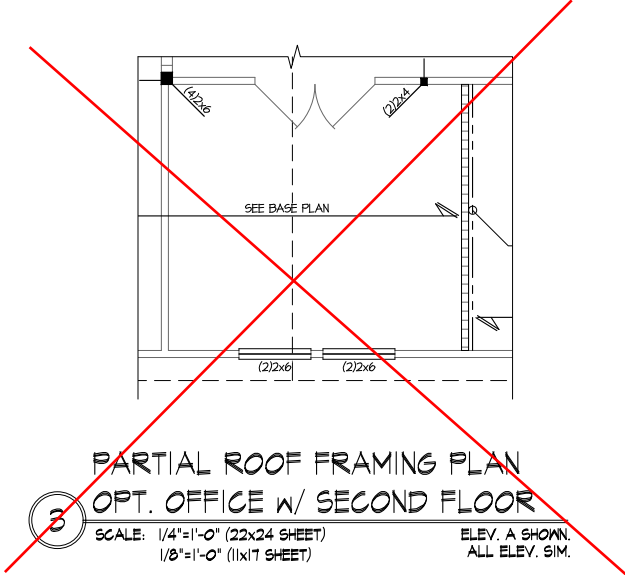 (4)2x6
(2)2x4
SEE BASE PLAN
(2)2x6
(2)2x6
PARTIAL ROOF FRAMING PLAN
OPT. OFFICE W/ SECOND FLOOR
3
SCALE: 1/4"=1'-0" (22x24 SHEET)
ELEV. A SHOWN.
1/8"=1'-0" (11x17 SHEET)
ALL ELEV. SIM.